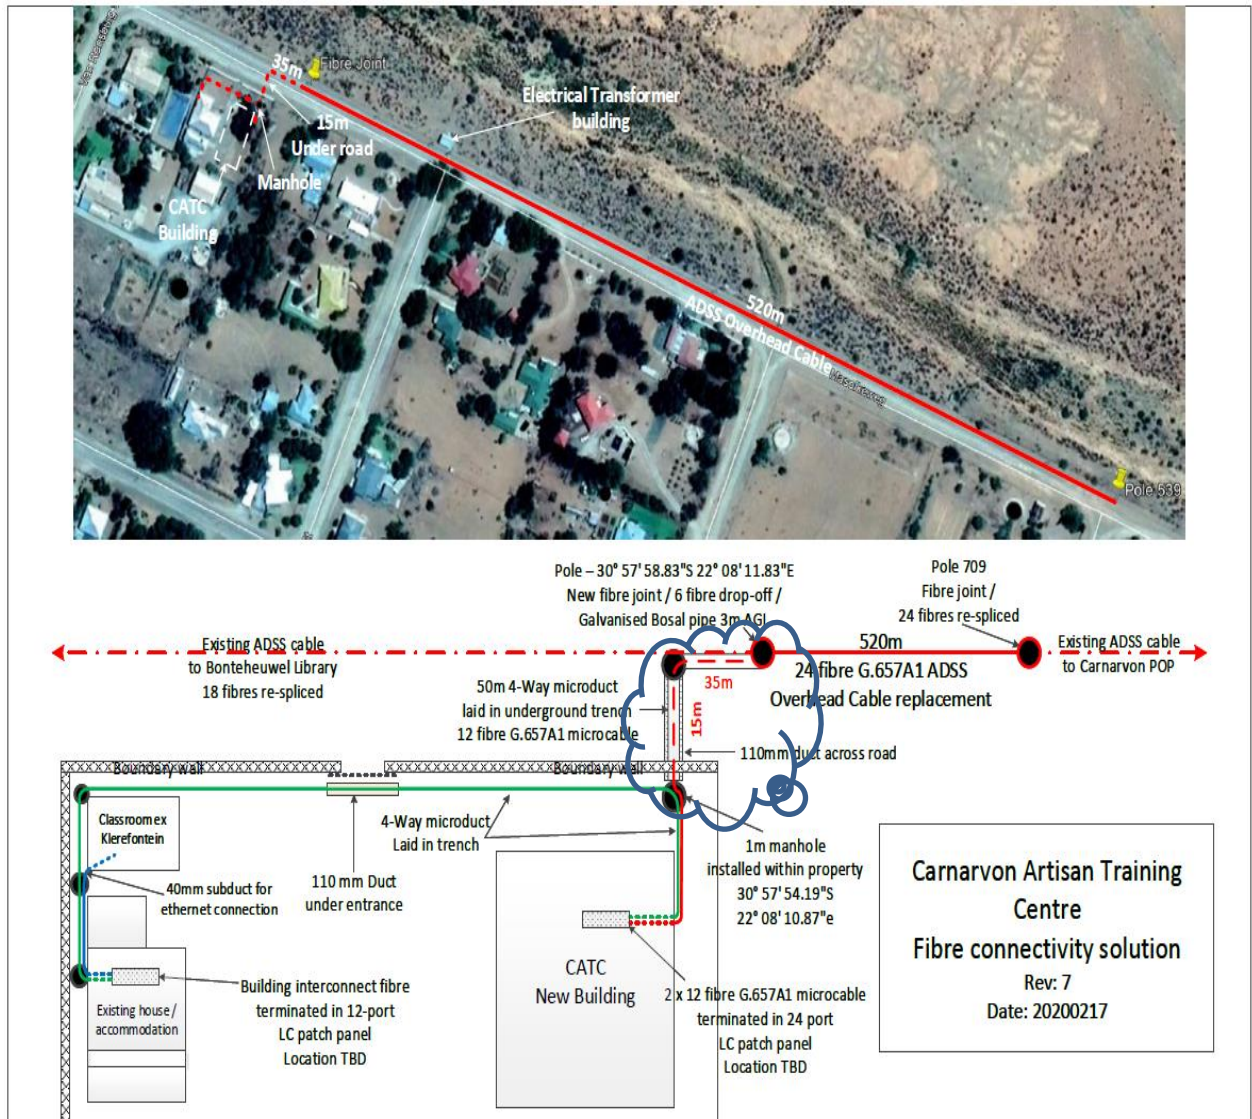 Van Rensburg
35m
Fibre Joint
Electrical Transformer
building
15m
Under road
Manhole
CATC
Building
520m
ADSS Overhead Cable
Pole 539
Pole – 30° 57' 58.83"S 22° 08' 11.83"E
New fibre joint / 6 fibre drop-off /
Galvanised Bosal pipe 3m AGL
Pole 709
Fibre joint /
24 fibres re-spliced
Existing ADSS cable
to Bonteheuwel Library
18 fibres re-spliced
520m
24 fibre G.657A1 ADSS
Overhead Cable replacement
Existing ADSS cable
to Carnarvon POP
35m
50m 4-Way microduct
laid in underground trench
12 fibre G.657A1 microcable
15m
110mm duct across road
Boundary wall
Boundary wall
Classroom ex
Klerefontein
4-Way microduct
Laid in trench
40mm subduct for
ethernet connection
110 mm Duct
under entrance
1m manhole
installed within property
30° 57' 54.19"S
22° 08' 10.87"e
Building interconnect fibre
terminated in 12-port
LC patch panel
Location TBD
Existing house /
accommodation
CATC
New Building
2 x 12 fibre G.657A1 microcable
terminated in 24 port
LC patch panel
Location TBD
Carnarvon Artisan Training
Centre
Fibre connectivity solution
Rev: 7
Date: 20200217